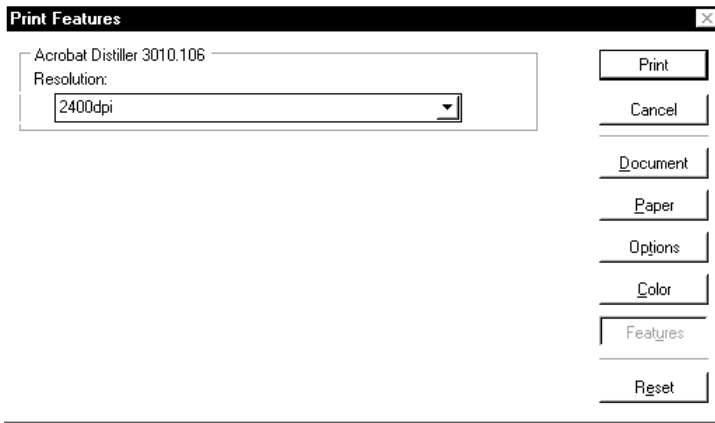 Print Features
Acrobat Distiller 3010.106
Resolution:
2400dpi
Print
Cancel
Document
Paper
Options
Color
Features
Reset